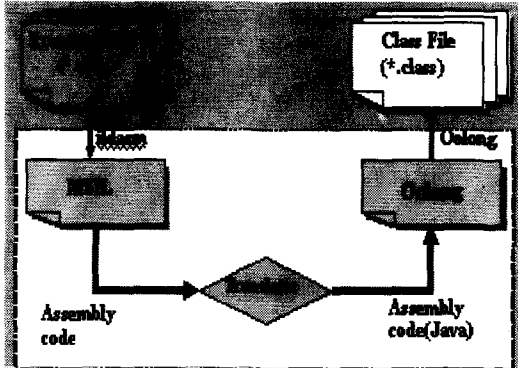 Class File
(*.class)
ildasm
Oolong
MSIL
Oolong
Assembly
code
Assembly
code(Java)